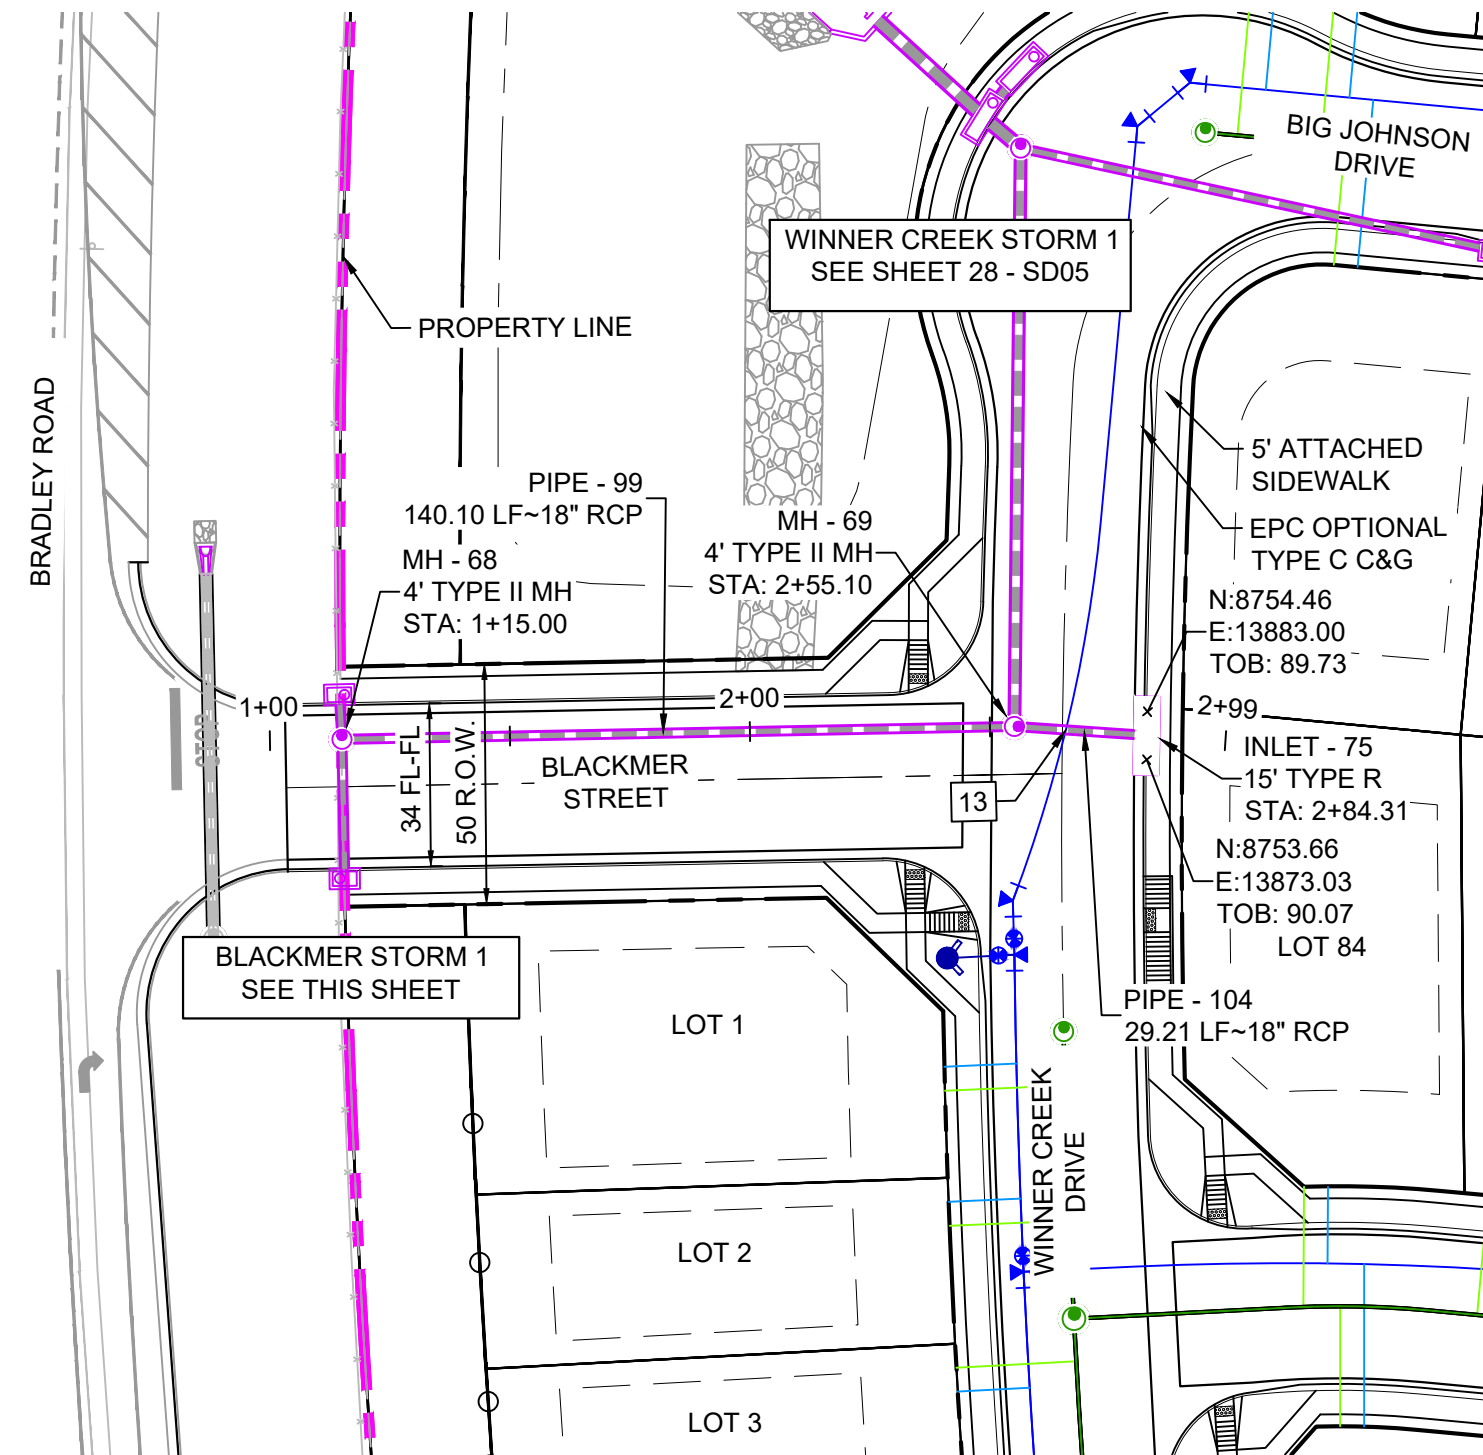 BIG JOHNSON
DRIVE
WINNER CREEK STORM 1
SEE SHEET 28 - SD05
PROPERTY LINE
BRADLEY ROAD
5' ATTACHED
SIDEWALK
EPC OPTIONAL
TYPE C C&G
PIPE - 99
140.10 LF~18" RCP
MH - 68
4' TYPE II MH
STA: 1+15.00
MH - 69
4' TYPE II MH
STA: 2+55.10
N:8754.46
E:13883.00
TOB: 89.73
1+00
2+00
2+99
STOP
34 FL-FL
50 R.O.W.
BLACKMER
STREET
13
INLET - 75
15' TYPE R
STA: 2+84.31
N:8753.66
E:13873.03
TOB: 90.07
LOT 84
BLACKMER STORM 1
SEE THIS SHEET
PIPE - 104
29.21 LF~18" RCP
LOT 1
WINNER CREEK
DRIVE
LOT 2
LOT 3